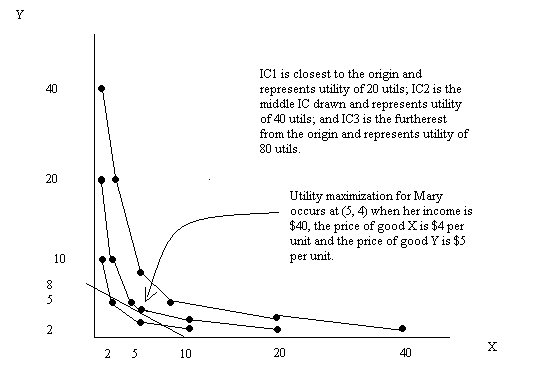 Y
IC1 is closest to the origin and
represents utility of 20 utils; IC2 is the
middle IC drawn and represents utility
of 40 utils; and IC3 is the furtherest
from the origin and represents utility of
80 utils.
40
20
Utility maximization for Mary
occurs at (5, 4) when her income is
$40, the price of good X is $4 per
unit and the price of good Y is $5
per unit.
10
8
5
2
X
2 5 10 20 40